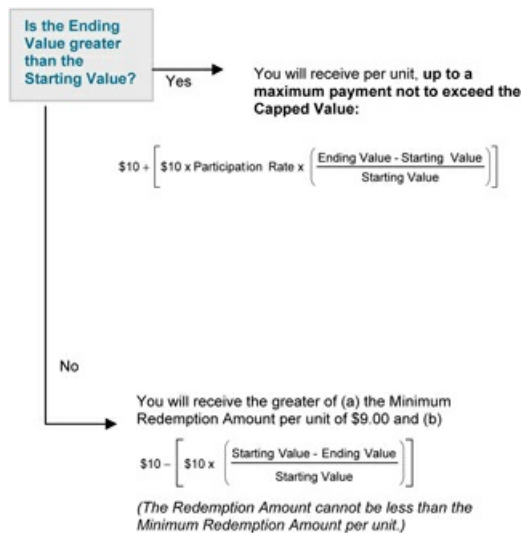 Is the Ending
Value greater
than the
Starting Value?
Yes
You will receive per unit, up to a
maximum payment not to exceed the
Capped Value:
$10 + [ $10 x Participation Rate x ( Ending Value - Starting Value
Starting Value ) ]
No
You will receive the greater of (a) the Minimum
Redemption Amount per unit of $9.00 and (b)
$10 – [ $10 x ( Starting Value - Ending Value
Starting Value ) ]
(The Redemption Amount cannot be less than the
Minimum Redemption Amount per unit.)